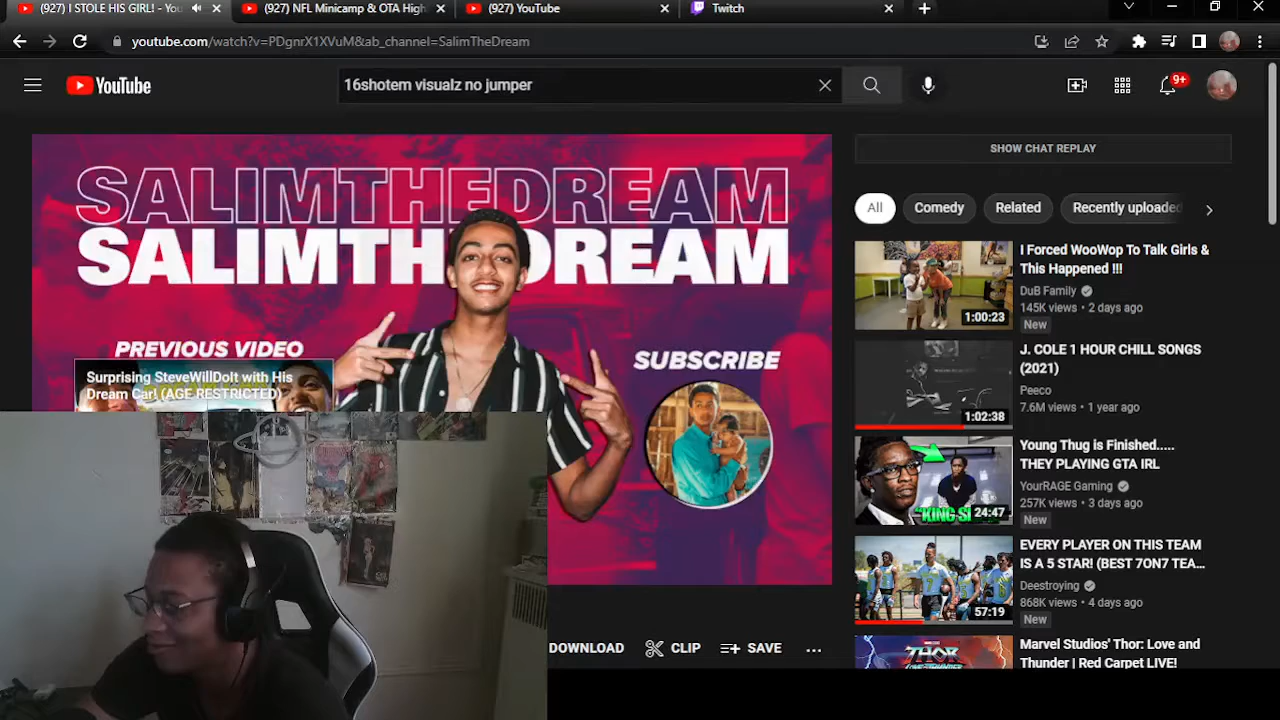 (927) I STOLE HIS GIRL! - You
(927) NFL Minicamp & OTA High
(927) YouTube
Twitch
youtube.com/watch?v=PDgnrX1XVuM&ab_channel=SalimTheDream
YouTube
16shotem visualz no jumper
9+
SALIMTHEDREAM
SALIMTHEDREAM
PREVIOUS VIDEO
Surprising SteveWillDoIt with His
Dream Car! (AGE RESTRICTED)
SUBSCRIBE
DOWNLOAD
CLIP
SAVE
SHOW CHAT REPLAY
All
Comedy
Related
Recently uploaded
1:00:23
I Forced WooWop To Talk Girls &
This Happened !!!
DuB Family
145K views • 2 days ago
New
1:02:38
J. COLE 1 HOUR CHILL SONGS
(2021)
Peeco
7.6M views • 1 year ago
24:47
Young Thug is Finished.....
THEY PLAYING GTA IRL
YourRAGE Gaming
257K views • 3 days ago
New
57:19
EVERY PLAYER ON THIS TEAM
IS A 5 STAR! (BEST 7ON7 TEA...
Deestroying
868K views • 4 days ago
New
THOR
Marvel Studios' Thor: Love and
Thunder | Red Carpet LIVE!